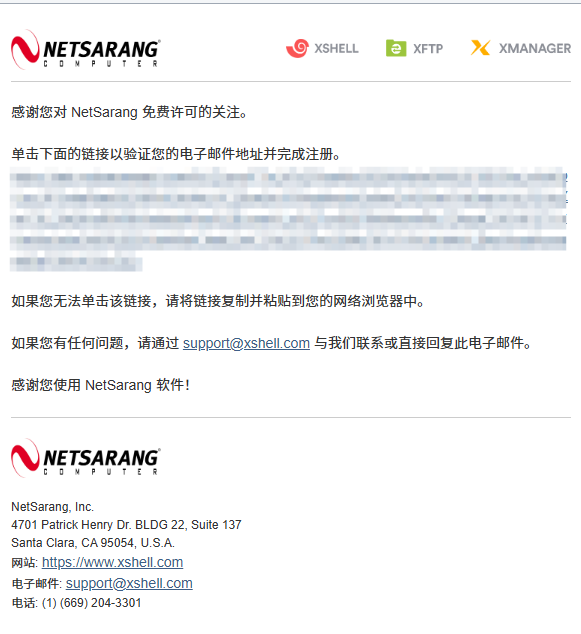 NETSARANG
COMPUTER
XSHELL
XFTP
XMANAGER
感谢您对 NetSarang 免费许可的关注。
单击下面的链接以验证您的电子邮件地址并完成注册。
如果您无法单击该链接，请将链接复制并粘贴到您的网络浏览器中。
如果您有任何问题，请通过 support@xshell.com 与我们联系或直接回复此电子邮件。
感谢您使用 NetSarang 软件！
NETSARANG
COMPUTER
NetSarang, Inc.
4701 Patrick Henry Dr. BLDG 22, Suite 137
Santa Clara, CA 95054, U.S.A.
网站: https://www.xshell.com
电子邮件: support@xshell.com
电话: (1) (669) 204-3301